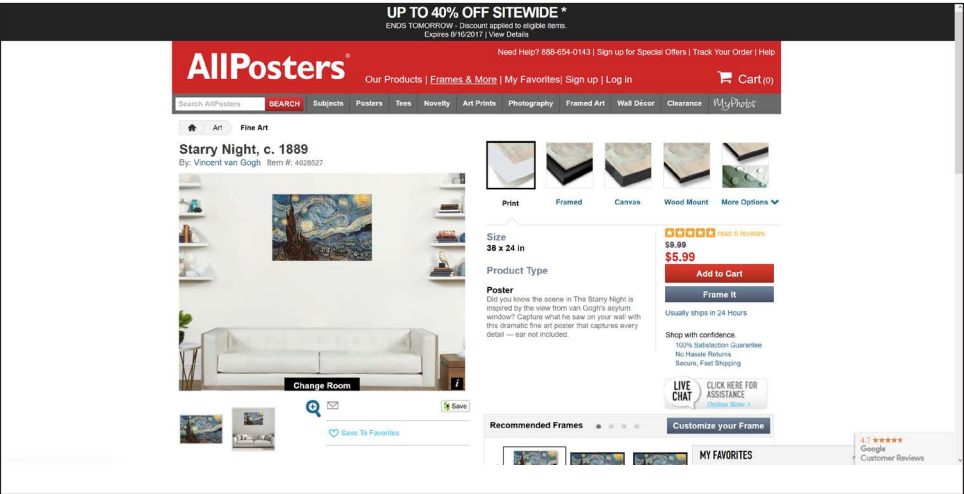 UP TO 40% OFF SITEWIDE *
ENDS TOMORROW - Discount applied to eligible items.
Expires 8/16/2017 | View Details
AllPosters®
Need Help? 888-654-0143 | Sign up for Special Offers | Track Your Order | Help
Our Products | Frames & More | My Favorites| Sign up | Log in
Cart(0)
Search AllPosters
SEARCH
Subjects
Posters
Tees
Novelty
Art Prints
Photography
Framed Art
Wall Décor
Clearance
MyPhotos
Art
Fine Art
Starry Night, c. 1889
By: Vincent van Gogh Item #: 4028527
Change Room
i
Save
Save To Favorites
Print
Framed
Canvas
Wood Mount
More Options
Size
36 x 24 in
Product Type
Poster
Did you know the scene in The Starry Night is
inspired by the view from van Gogh's asylum
window? Capture what he saw on your wall with
this dramatic fine art poster that captures every
detail — ear not included.
read 6 reviews
$9.99
$5.99
Add to Cart
Frame It
Usually ships in 24 Hours
Shop with confidence.
100% Satisfaction Guarantee
No Hassle Returns
Secure, Fast Shipping
LIVE CHAT
CLICK HERE FOR
ASSISTANCE
Online Now >
Recommended Frames
Customize your Frame
MY FAVORITES
4.7
Google
Customer Reviews